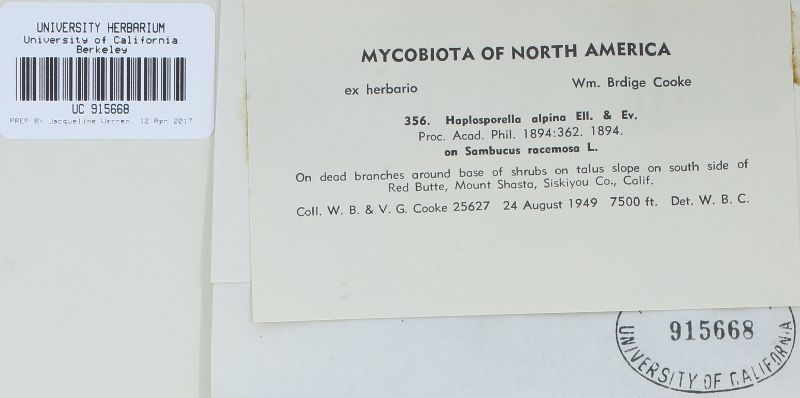 UNIVERSITY HERBARIUM
University of California
Berkeley
UC 915668
PREP BY Jacqueline Warren, 12 Apr 2017
MYCOBIOTA OF NORTH AMERICA
ex herbario Wm. Brdige Cooke
356. Haplosporella alpina Ell. & Ev.
Proc. Acad. Phil. 1894:362. 1894.
on Sambucus racemosa L.
On dead branches around base of shrubs on talus slope on south side of
Red Butte, Mount Shasta, Siskiyou Co., Calif.
Coll. W. B. & V. G. Cooke 25627 24 August 1949 7500 ft. Det. W. B. C.
915668
UNIVERSITY OF CALIFORNIA